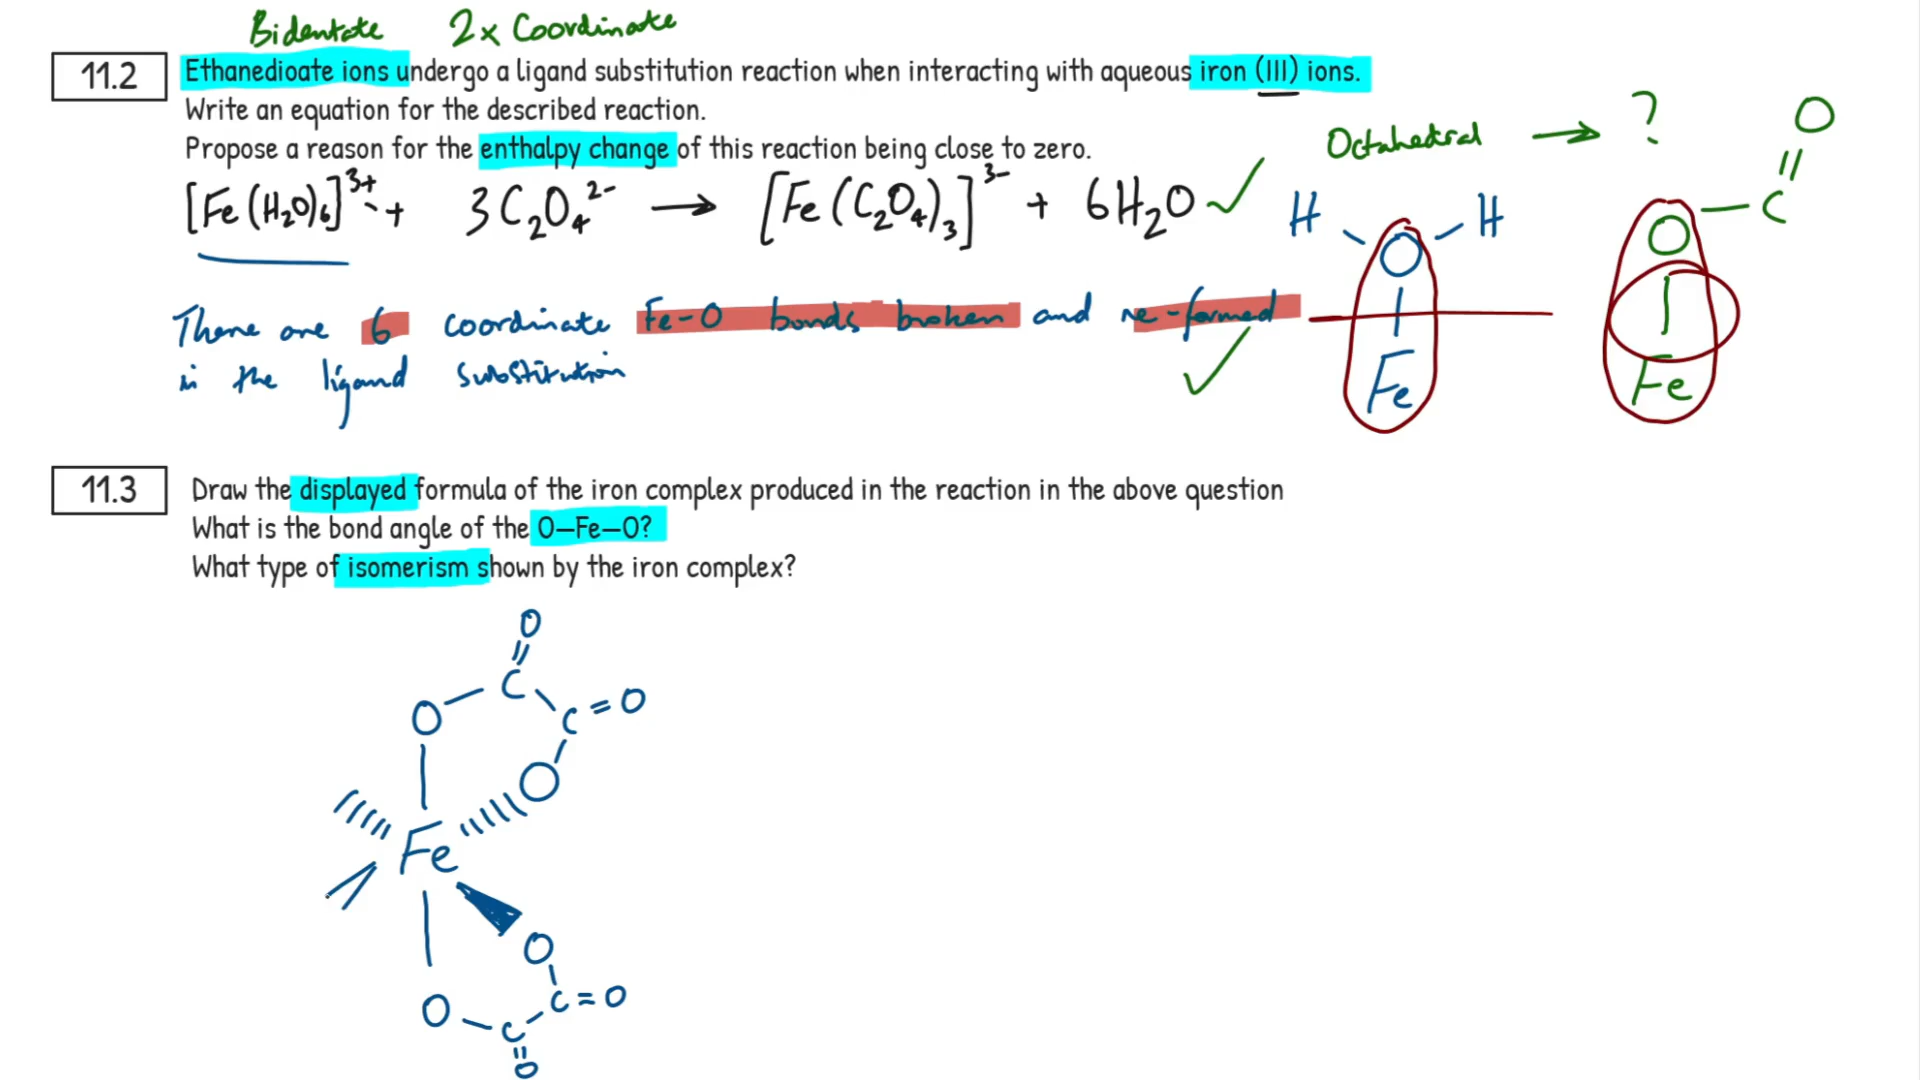 Bidentate 2x Coordinate
11.2 Ethanedioate ions undergo a ligand substitution reaction when interacting with aqueous iron (III) ions.
Write an equation for the described reaction.
Propose a reason for the enthalpy change of this reaction being close to zero.
Octahedral → ?
[Fe(H₂O)₆]³⁺ + 3C₂O₄²⁻ → [Fe(C₂O₄)₃]³⁻ + 6H₂O ✓
H H
O
Fe
O
=
C
O
Fe
There are 6 coordinate Fe-O bonds broken and re-formed
in the ligand substitution ✓
11.3 Draw the displayed formula of the iron complex produced in the reaction in the above question
What is the bond angle of the O–Fe–O?
What type of isomerism shown by the iron complex?
O
C
O C = O
O
Fe
O
O C = O
C
O